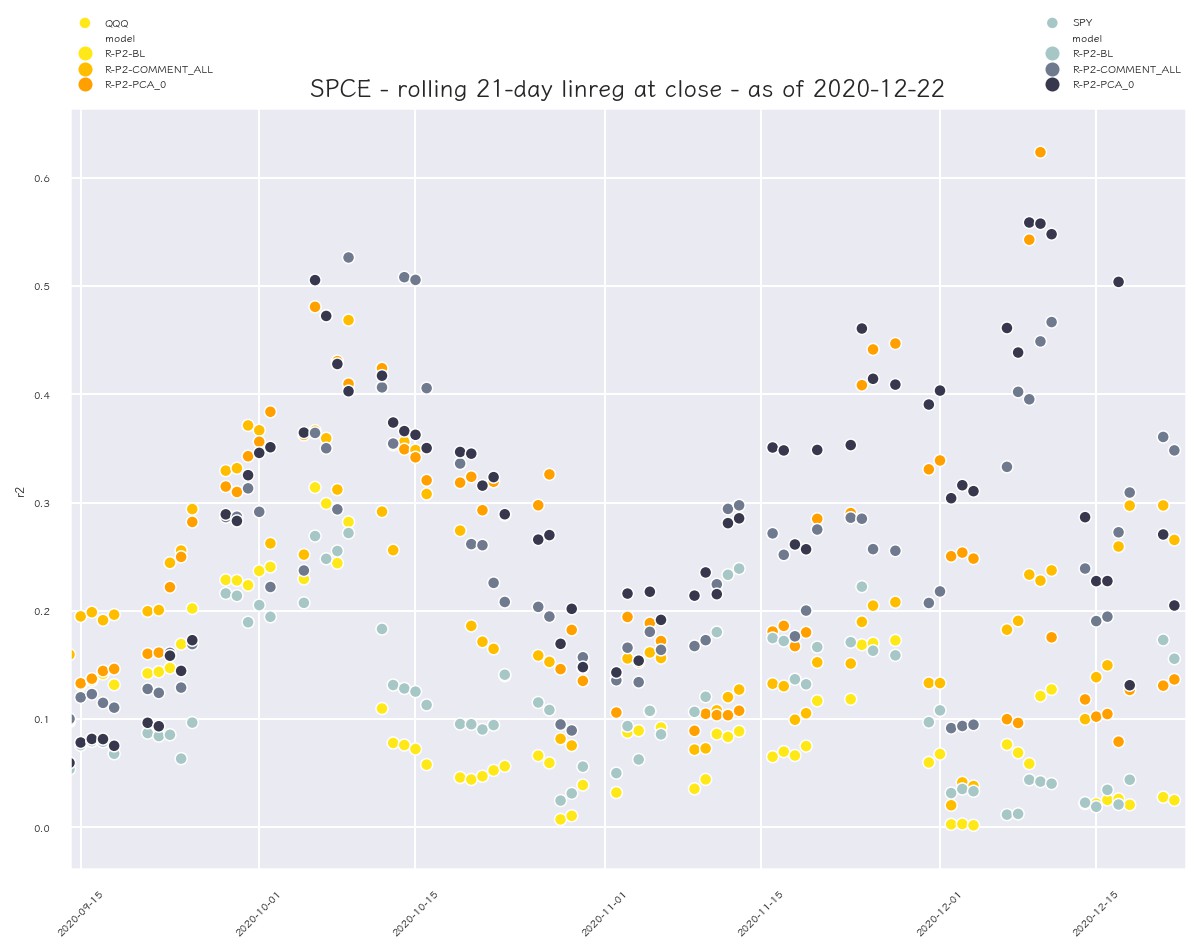 QQQ
model
R-P2-BL
R-P2-COMMENT_ALL
R-P2-PCA_0
SPY
model
R-P2-BL
R-P2-COMMENT_ALL
R-P2-PCA_0
SPCE - rolling 21-day linreg at close - as of 2020-12-22
r2
0.6
0.5
0.4
0.3
0.2
0.1
0.0
2020-09-15
2020-10-01
2020-10-15
2020-11-01
2020-11-15
2020-12-01
2020-12-15